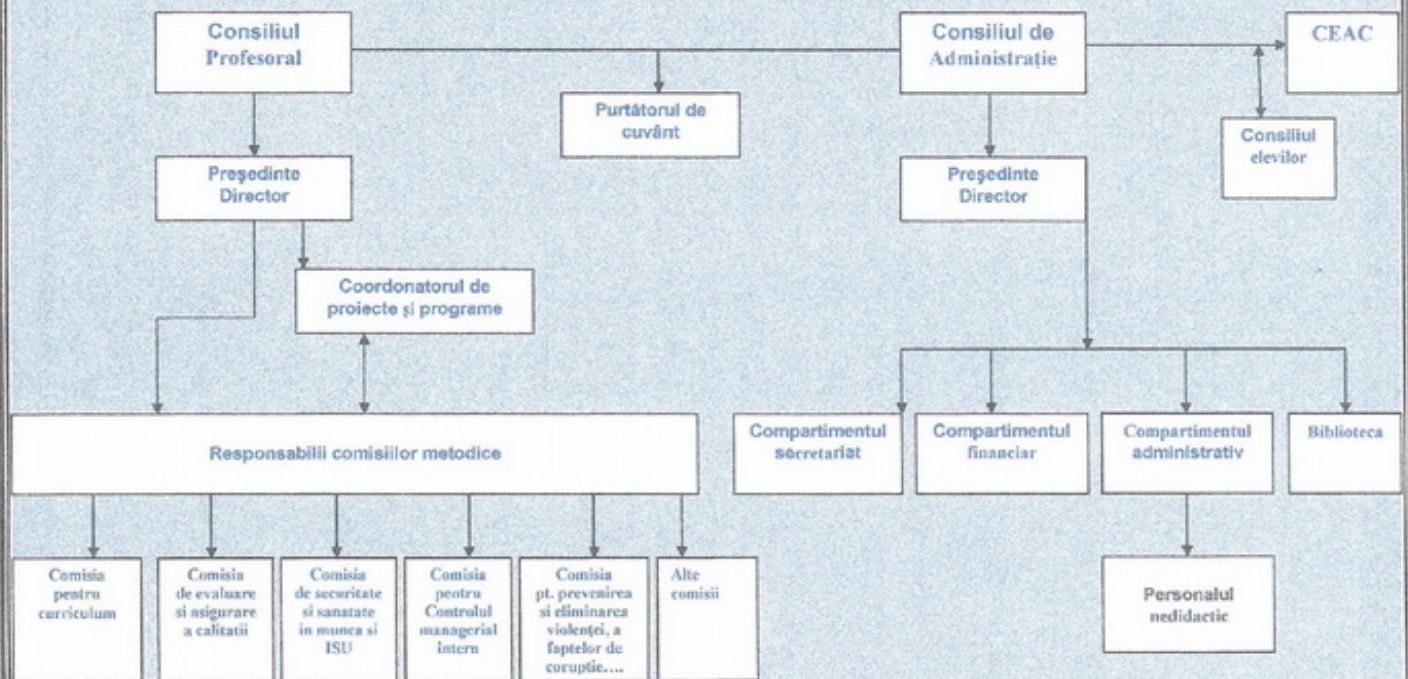 Consiliul
Profesoral
Consiliul de
Administrație
CEAC
Purtătorul de
cuvânt
Consiliul
elevilor
Președinte
Director
Președinte
Director
Coordonatorul de
proiecte și programe
Responsabilii comisiilor metodice
Compartimentul
secretariat
Compartimentul
financiar
Compartimentul
administrativ
Biblioteca
Comisia
pentru
curriculum
Comisia
de evaluare
si asigurare
a calitatii
Comisia
de securitate
si sanatate
in munca si
ISU
Comisia
pentru
Controlul
managerial
intern
Comisia
pt. prevenirea
si eliminarea
violenței, a
faptelor de
coruptie....
Alte
comisii
Personalul
nedidactic